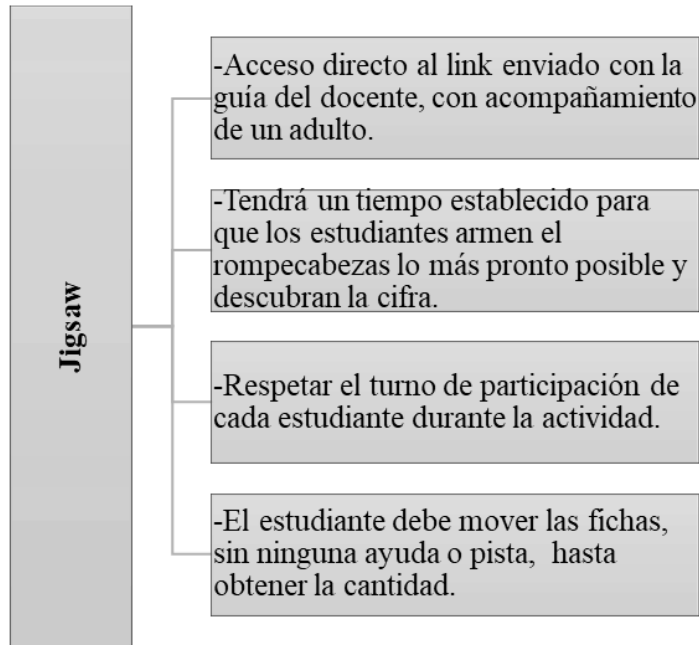 Jigsaw
-Acceso directo al link enviado con la
guía del docente, con acompañamiento
de un adulto.
-Tendrá un tiempo establecido para
que los estudiantes armen el
rompecabezas lo más pronto posible y
descubran la cifra.
-Respetar el turno de participación de
cada estudiante durante la actividad.
-El estudiante debe mover las fichas,
sin ninguna ayuda o pista,  hasta
obtener la cantidad.